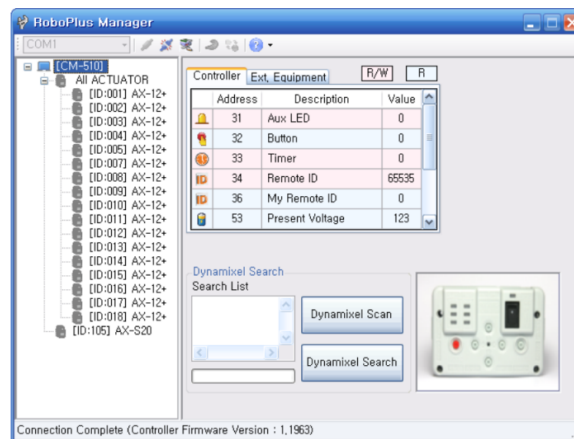 RoboPlus Manager
COM1
[CM-510]
All ACTUATOR
[ID:001] AX-12+
[ID:002] AX-12+
[ID:003] AX-12+
[ID:004] AX-12+
[ID:005] AX-12+
[ID:007] AX-12+
[ID:008] AX-12+
[ID:009] AX-12+
[ID:010] AX-12+
[ID:011] AX-12+
[ID:012] AX-12+
[ID:013] AX-12+
[ID:014] AX-12+
[ID:015] AX-12+
[ID:016] AX-12+
[ID:017] AX-12+
[ID:018] AX-12+
[ID:105] AX-S20
Controller Ext, Equipment R/W R
Address Description Value
31 Aux LED 0
32 Button 0
33 Timer 0
ID 34 Remote ID 65535
ID 36 My Remote ID 0
53 Present Voltage 123
Dynamixel Search
Search List
Dynamixel Scan
Dynamixel Search
Connection Complete (Controller Firmware Version : 1,1963)